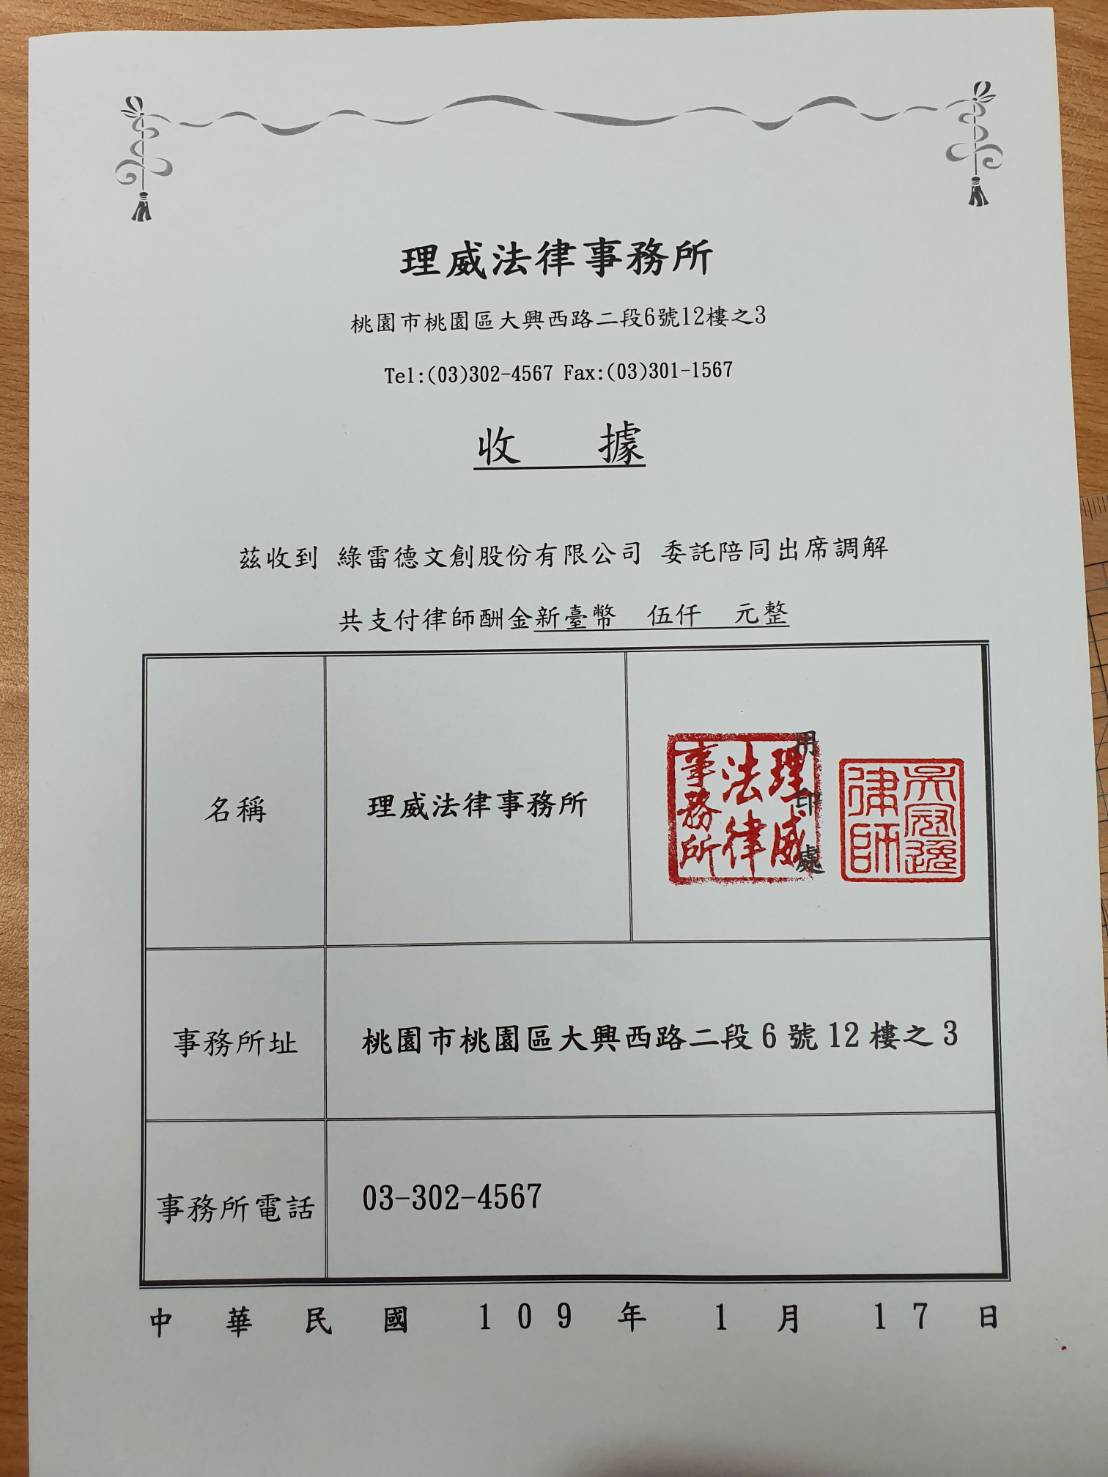 理威法律事務所
桃園市桃園區大興西路二段6號12樓之3
Tel:(03)302-4567 Fax:(03)301-1567
收 據
茲收到 綠雷德文創股份有限公司 委託陪同出席調解
共支付律師酬金新臺幣 伍仟 元整
名稱
理威法律事務所
用印處
理威法律事務所
吳冠逸律師
事務所址
桃園市桃園區大興西路二段 6 號 12 樓之 3
事務所電話
03-302-4567
中 華 民 國 109 年 1 月 17 日